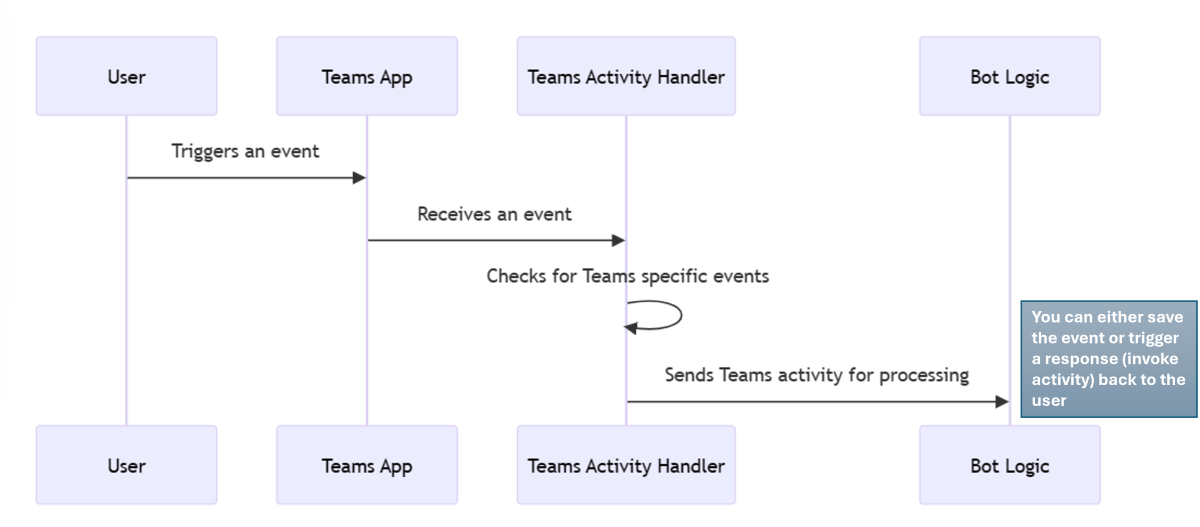 User
Teams App
Teams Activity Handler
Bot Logic
Triggers an event
Receives an event
Checks for Teams specific events
Sends Teams activity for processing
You can either save
the event or trigger
a response (invoke
activity) back to the
user
User
Teams App
Teams Activity Handler
Bot Logic